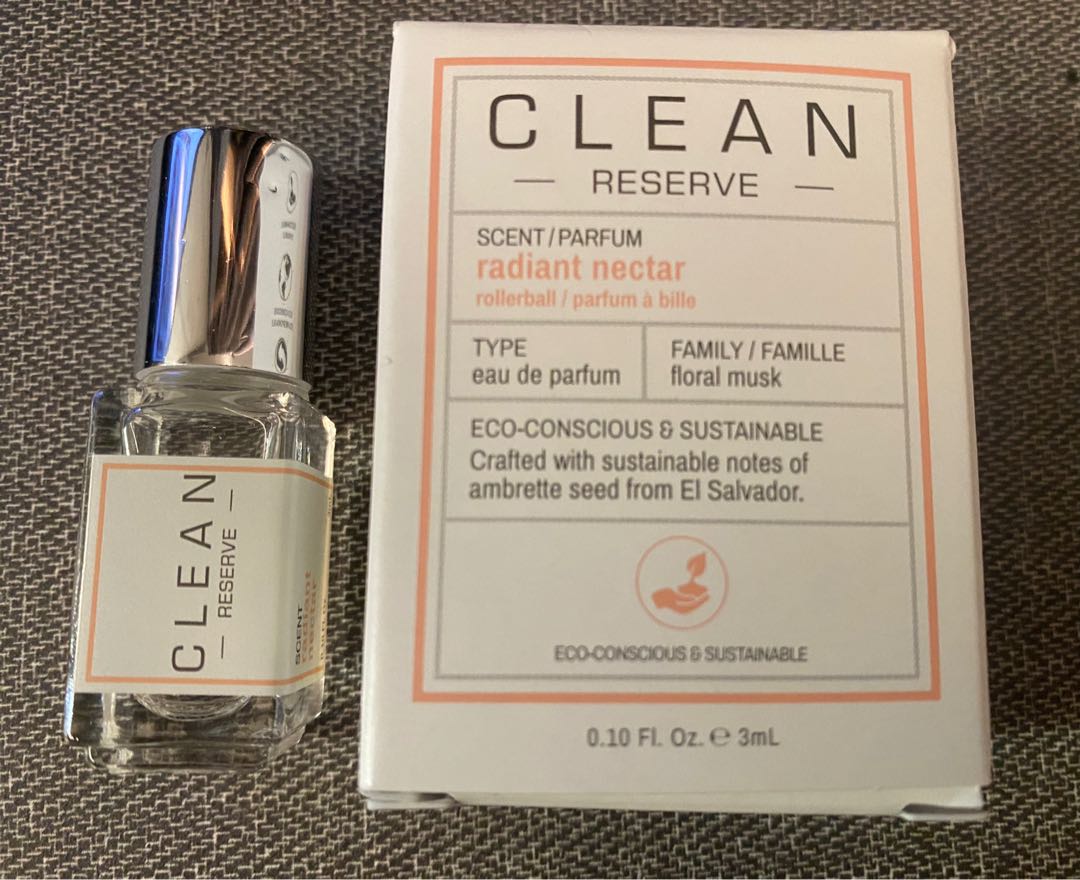 CLEAN
— RESERVE —
SCENT
radiant
nectar
CLEAN
— RESERVE —
SCENT/PARFUM
radiant nectar
rollerball / parfum à bille
TYPE
eau de parfum
FAMILY / FAMILLE
floral musk
ECO-CONSCIOUS & SUSTAINABLE
Crafted with sustainable notes of
ambrette seed from El Salvador.
ECO-CONSCIOUS & SUSTAINABLE
0.10 Fl. Oz. ℮ 3mL